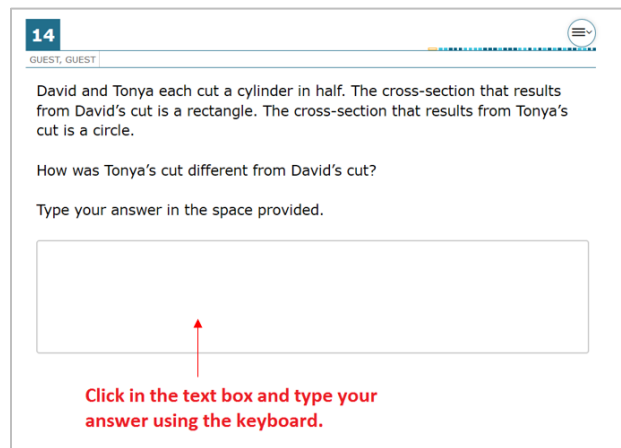 14
GUEST, GUEST
David and Tonya each cut a cylinder in half. The cross-section that results
from David’s cut is a rectangle. The cross-section that results from Tonya’s
cut is a circle.
How was Tonya’s cut different from David’s cut?
Type your answer in the space provided.
Click in the text box and type your
answer using the keyboard.